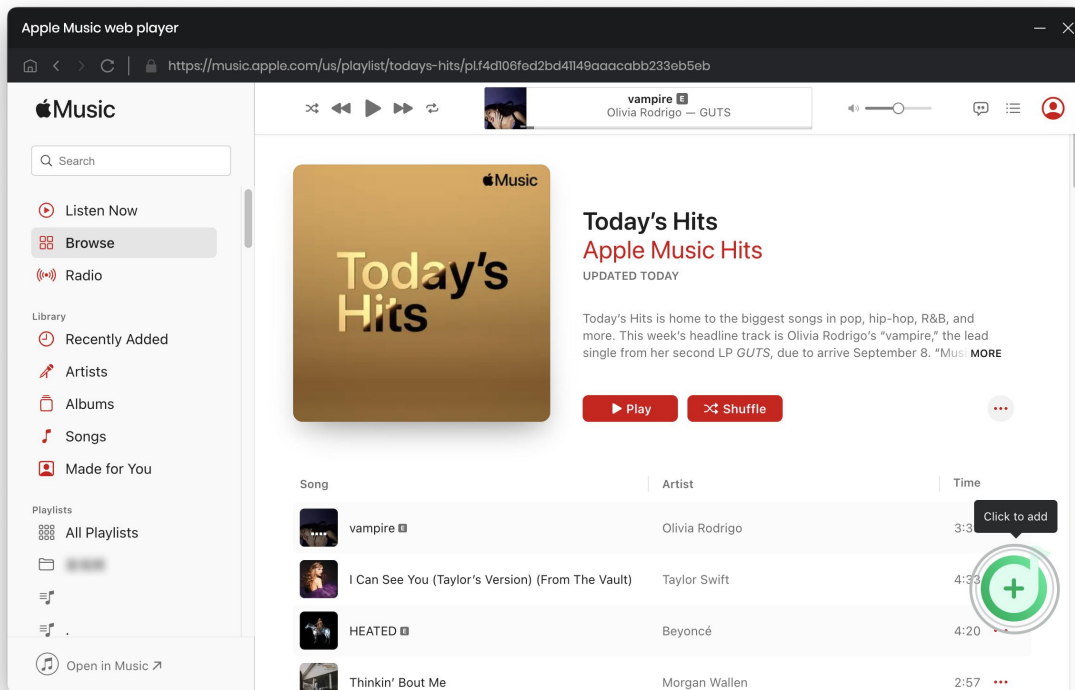 Apple Music web player
https://music.apple.com/us/playlist/todays-hits/pl.f4d106fed2bd41149aaacabb233eb5eb
Music
Search
Listen Now
Browse
Radio
Library
Recently Added
Artists
Albums
Songs
Made for You
Playlists
All Playlists
.
Open in Music ↗
vampire E
Olivia Rodrigo — GUTS
Music
Today's
Hits
Today's Hits
Apple Music Hits
UPDATED TODAY
Today's Hits is home to the biggest songs in pop, hip-hop, R&B, and
more. This week's headline track is Olivia Rodrigo's "vampire," the lead
single from her second LP GUTS, due to arrive September 8. "Musi MORE
Play
Shuffle
Song Artist Time
Click to add
vampire E Olivia Rodrigo 3:3
I Can See You (Taylor's Version) (From The Vault) Taylor Swift 4:33
HEATED E Beyoncé 4:20
Thinkin' Bout Me Morgan Wallen 2:57